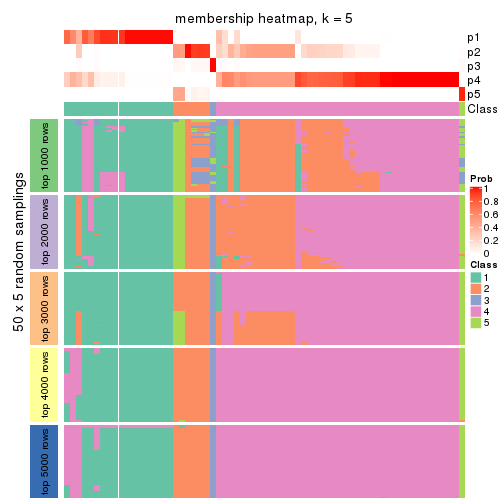 membership heatmap, k = 5
p1
p2
p3
p4
p5
Class
50 x 5 random samplings
top 1000 rows
top 2000 rows
top 3000 rows
top 4000 rows
top 5000 rows
Prob
1
0.8
0.6
0.4
0.2
0
Class
1
2
3
4
5